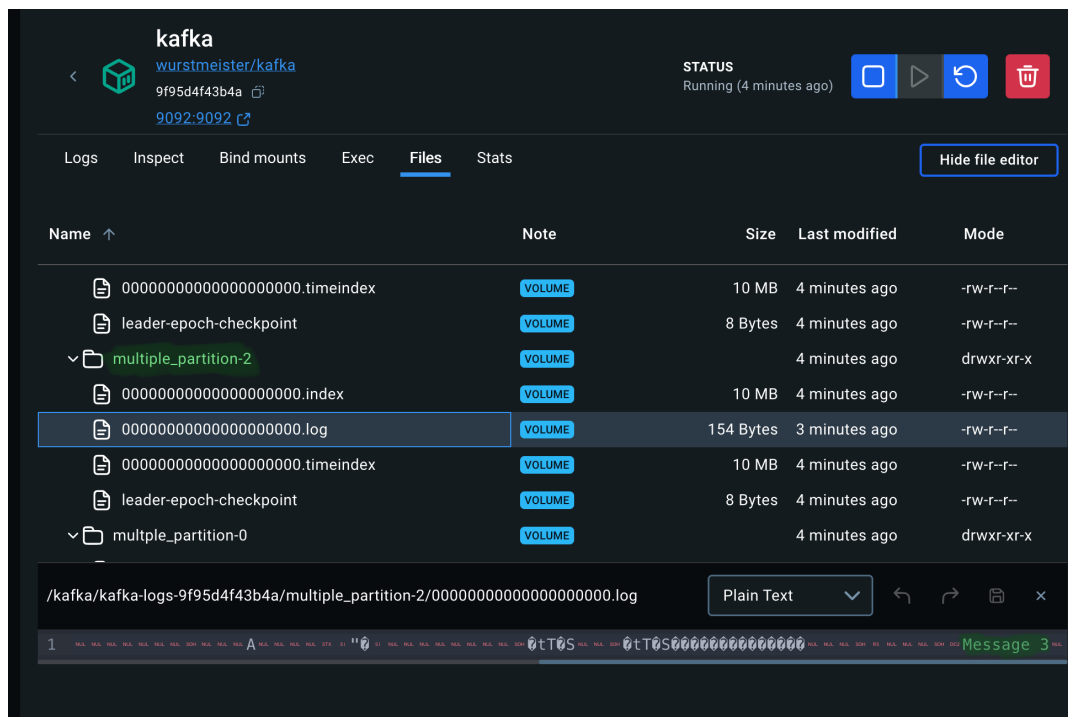 kafka
wurstmeister/kafka
9f95d4f43b4a
9092:9092
STATUS
Running (4 minutes ago)
Logs Inspect Bind mounts Exec Files Stats
Hide file editor
Name Note Size Last modified Mode
00000000000000000000.timeindex VOLUME 10 MB 4 minutes ago -rw-r--r--
leader-epoch-checkpoint VOLUME 8 Bytes 4 minutes ago -rw-r--r--
multiple_partition-2 VOLUME 4 minutes ago drwxr-xr-x
00000000000000000000.index VOLUME 10 MB 4 minutes ago -rw-r--r--
00000000000000000000.log VOLUME 154 Bytes 3 minutes ago -rw-r--r--
00000000000000000000.timeindex VOLUME 10 MB 4 minutes ago -rw-r--r--
leader-epoch-checkpoint VOLUME 8 Bytes 4 minutes ago -rw-r--r--
multple_partition-0 VOLUME 4 minutes ago drwxr-xr-x
/kafka/kafka-logs-9f95d4f43b4a/multiple_partition-2/00000000000000000000.log
Plain Text
1 A "� �tT�S �tT�S�������������� Message 3